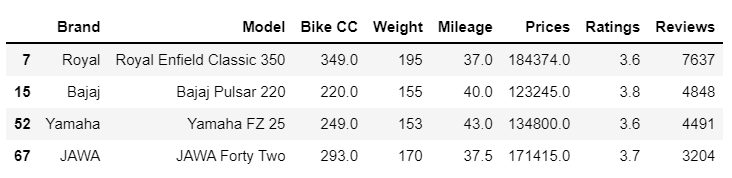 Brand Model Bike CC Weight Mileage Prices Ratings Reviews
7 Royal Royal Enfield Classic 350 349.0 195 37.0 184374.0 3.6 7637
15 Bajaj Bajaj Pulsar 220 220.0 155 40.0 123245.0 3.8 4848
52 Yamaha Yamaha FZ 25 249.0 153 43.0 134800.0 3.6 4491
67 JAWA JAWA Forty Two 293.0 170 37.5 171415.0 3.7 3204